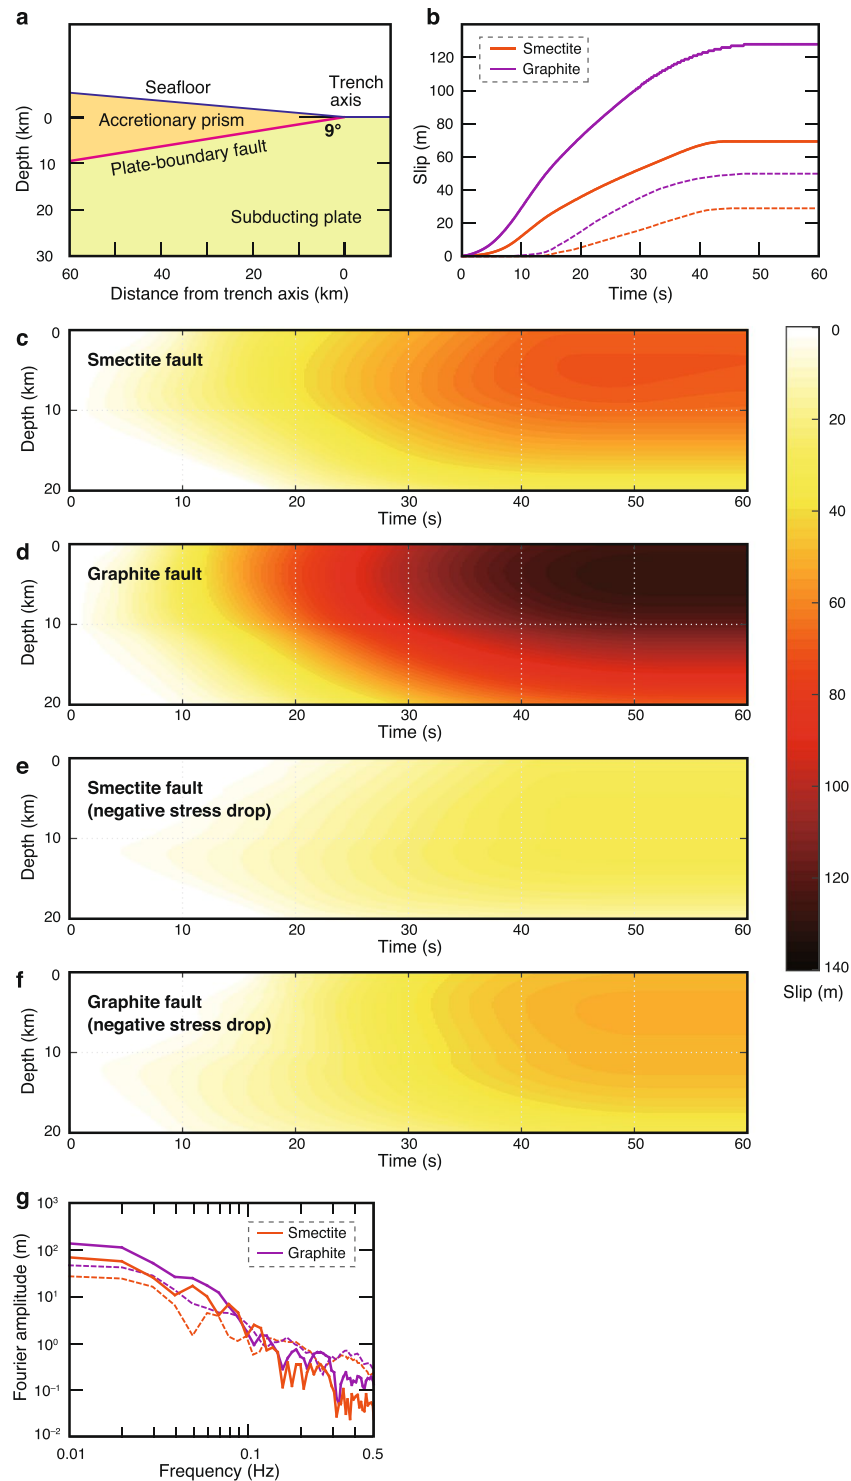 a
Depth (km)
0
10
20
30
Seafloor
Trench
axis
Accretionary prism
9°
Plate-boundary fault
Subducting plate
60 40 20 0
Distance from trench axis (km)
b
Slip (m)
120
100
80
60
40
20
0
Smectite
Graphite
0 10 20 30 40 50 60
Time (s)
c
Depth (km)
0
10
20
Smectite fault
0 10 20 30 40 50 60
Time (s)
d
Depth (km)
0
10
20
Graphite fault
0 10 20 30 40 50 60
Time (s)
e
Depth (km)
0
10
20
Smectite fault
(negative stress drop)
0 10 20 30 40 50 60
Time (s)
f
Depth (km)
0
10
20
Graphite fault
(negative stress drop)
0 10 20 30 40 50 60
Time (s)
0
20
40
60
80
100
120
140
Slip (m)
g
Fourier amplitude (m)
10³
10²
10¹
10⁰
10⁻¹
10⁻²
Smectite
Graphite
0.01 0.1 0.5
Frequency (Hz)